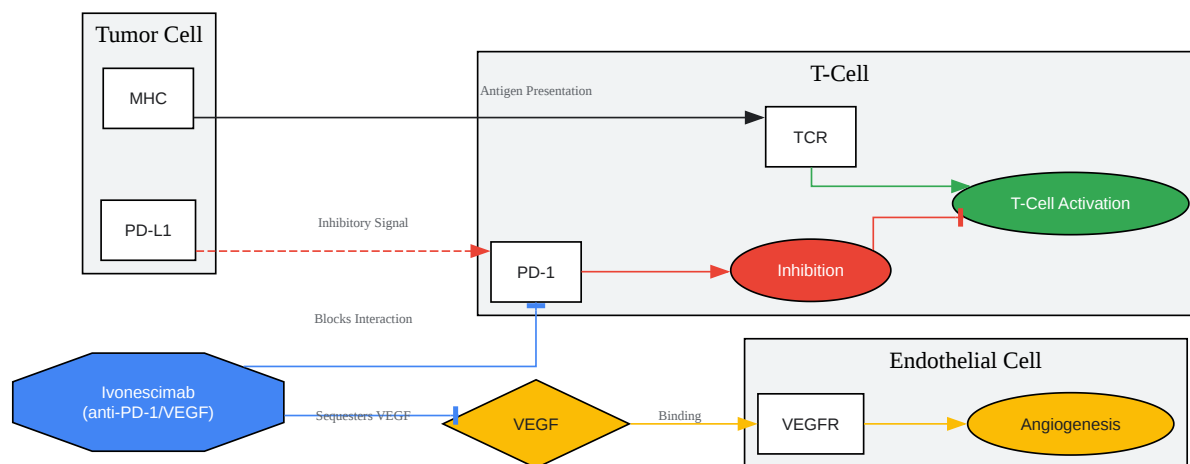 Tumor Cell
MHC
PD-L1
T-Cell
Antigen Presentation
TCR
T-Cell Activation
Inhibitory Signal
PD-1
Inhibition
Blocks Interaction
Ivonescimab
(anti-PD-1/VEGF)
Sequesters VEGF
VEGF
Binding
Endothelial Cell
VEGFR
Angiogenesis